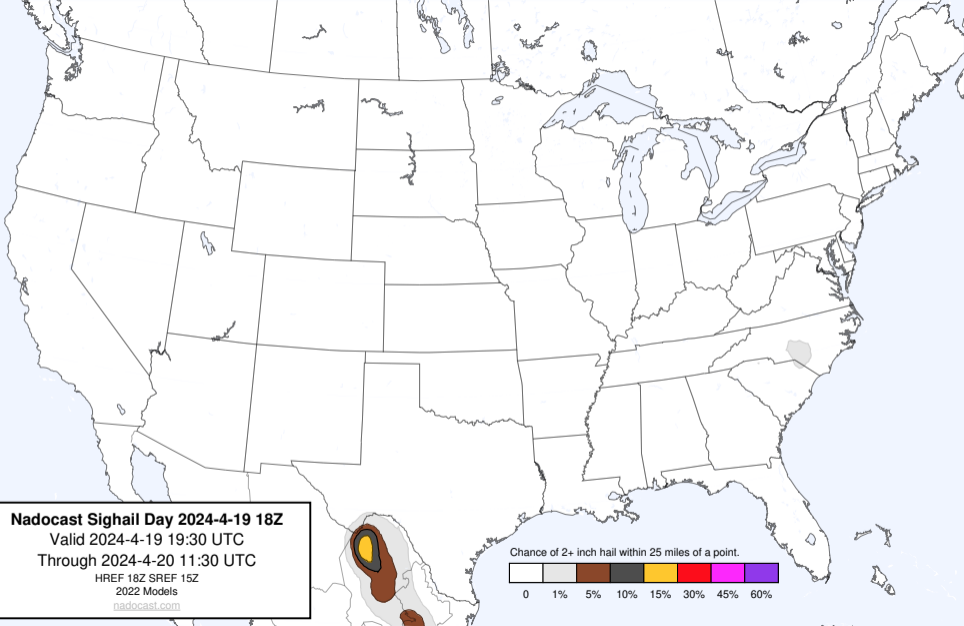 Nadocast Sighail Day 2024-4-19 18Z
Valid 2024-4-19 19:30 UTC
Through 2024-4-20 11:30 UTC
HREF 18Z SREF 15Z
2022 Models
nadocast.com
Chance of 2+ inch hail within 25 miles of a point.
0 1% 5% 10% 15% 30% 45% 60%